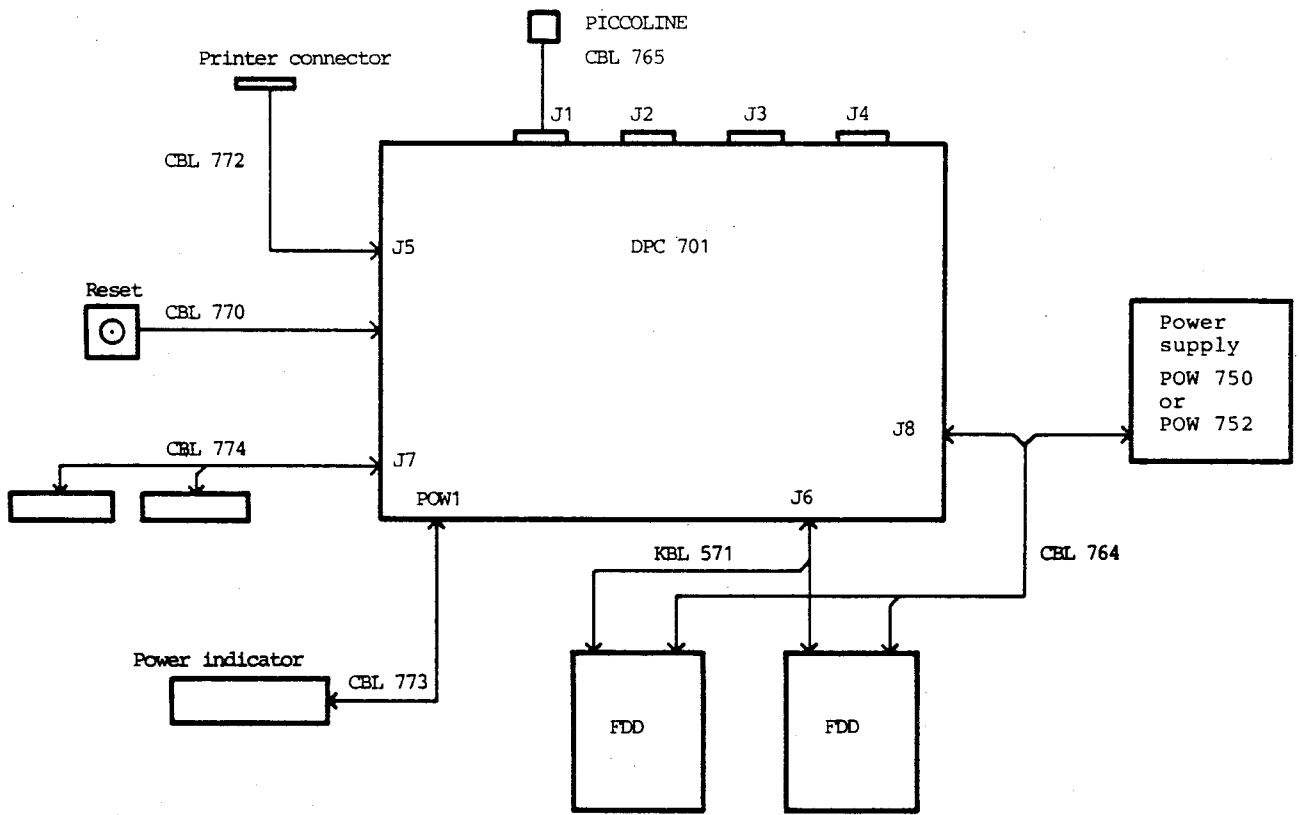 PICCOLINE
CBL 765
Printer connector
J1
J2
J3
J4
CBL 772
J5
DPC 701
Reset
CBL 770
Power
supply
POW 750
or
POW 752
J8
CBL 774
J7
POW1
J6
KBL 571
CBL 764
Power indicator
CBL 773
FDD
FDD